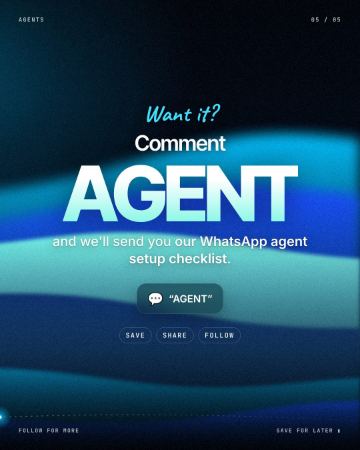 AGENTS
05 / 05
Want it?
Comment
AGENT
and we'll send you our WhatsApp agent
setup checklist.
💬 "AGENT"
SAVE SHARE FOLLOW
FOLLOW FOR MORE
SAVE FOR LATER